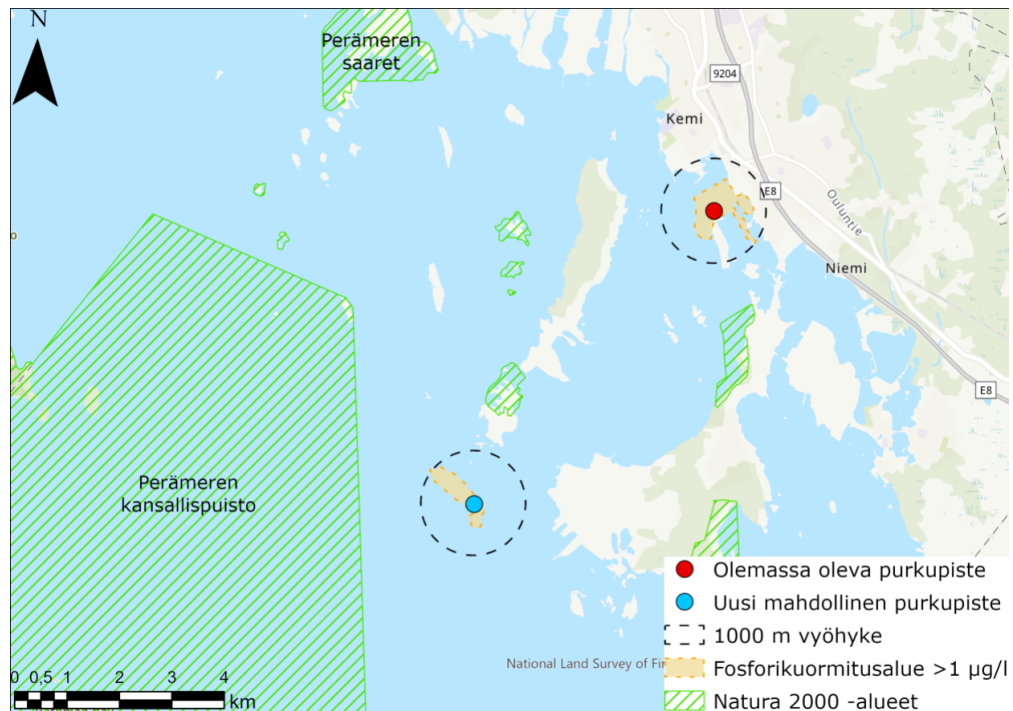 N
Perämeren
saaret
9204
Kemi
E8
Ouluntie
Niemi
E8
Perämeren
kansallispuisto
Olemassa oleva purkupiste
Uusi mahdollinen purkupiste
1000 m vyöhyke
National Land Survey of Fi
Fosforikuormitusalue >1 µg/l
Natura 2000 -alueet
0 0,5 1 2 3 4
km